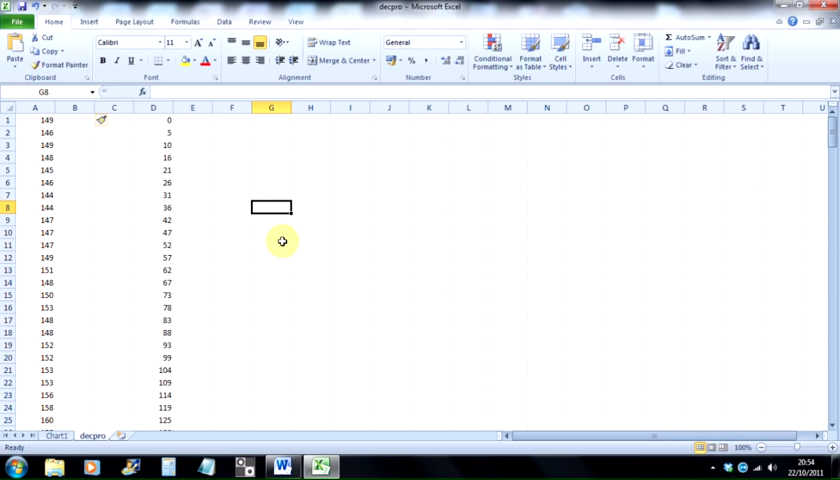 decpro - Microsoft Excel
File Home Insert Page Layout Formulas Data Review View
Cut
Copy
Format Painter
Paste
Clipboard
Calibri 11
B I U
Font
Wrap Text
Merge & Center
Alignment
General
Number
Conditional Formatting
Format as Table
Cell Styles
Styles
Insert Delete Format
Cells
AutoSum
Fill
Clear
Sort & Filter
Find & Select
Editing
G8
A B C D E F G H I J K L M N O P Q R S T U
1 149 0
2 146 5
3 149 10
4 148 16
5 145 21
6 146 26
7 144 31
8 144 36
9 147 42
10 147 47
11 147 52
12 149 57
13 151 62
14 148 67
15 150 73
16 153 78
17 148 83
18 148 88
19 152 93
20 152 99
21 153 104
22 153 109
23 156 114
24 158 119
25 160 125
Chart1 decpro
Ready
100%
20:54
22/10/2011